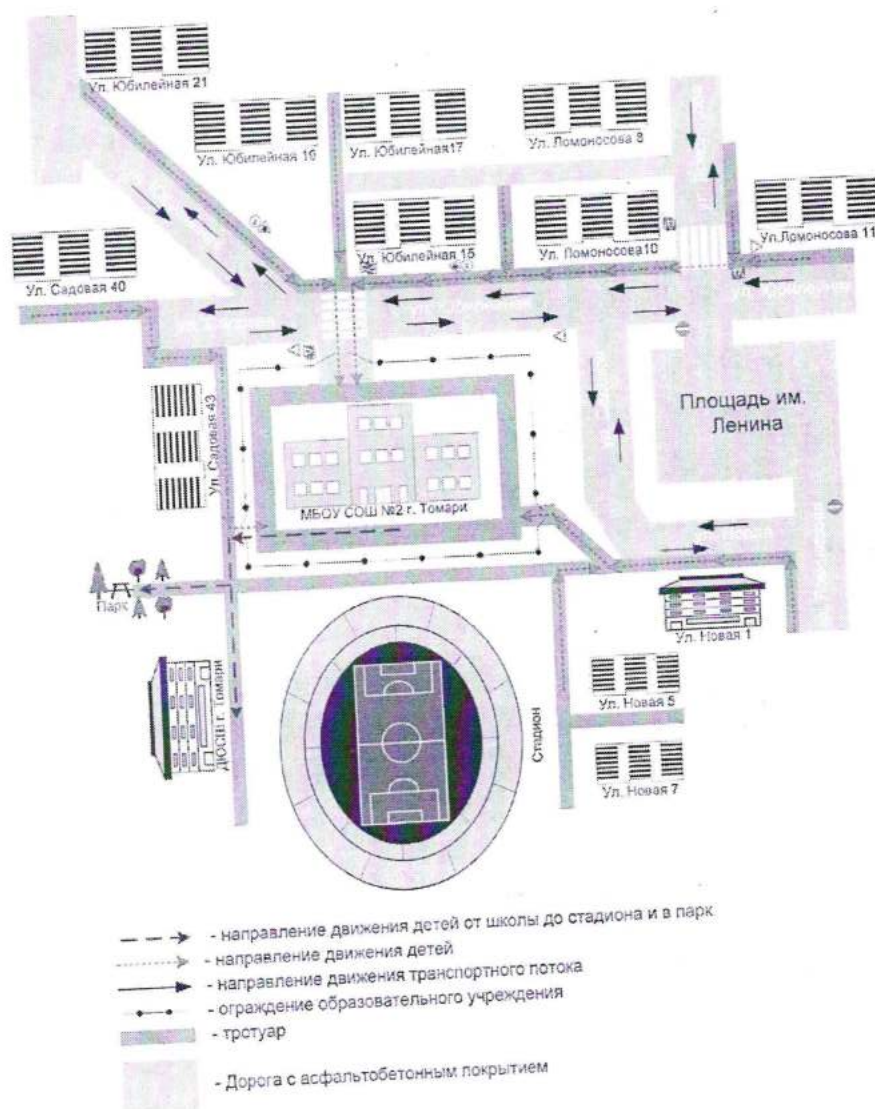 Ул. Юбилейная 21
Ул. Юбилейная 19
Ул. Юбилейная17
Ул. Ломоносова 8
Ул. Садовая 40
Ул. Юбилейная 15
Ул. Ломоносова10
Ул.Ломоносова 11
Ул. Садовая 43
Площадь им.
Ленина
МБОУ СОШ №2 г. Томари
Парк
Ул. Новая 1
ДЮСШ г. Томари
Стадион
Ул. Новая 5
Ул. Новая 7
- направление движения детей от школы до стадиона и в парк
- направление движения детей
- направление движения транспортного потока
- ограждение образовательного учреждения
- тротуар
- Дорога с асфальтобетонным покрытием